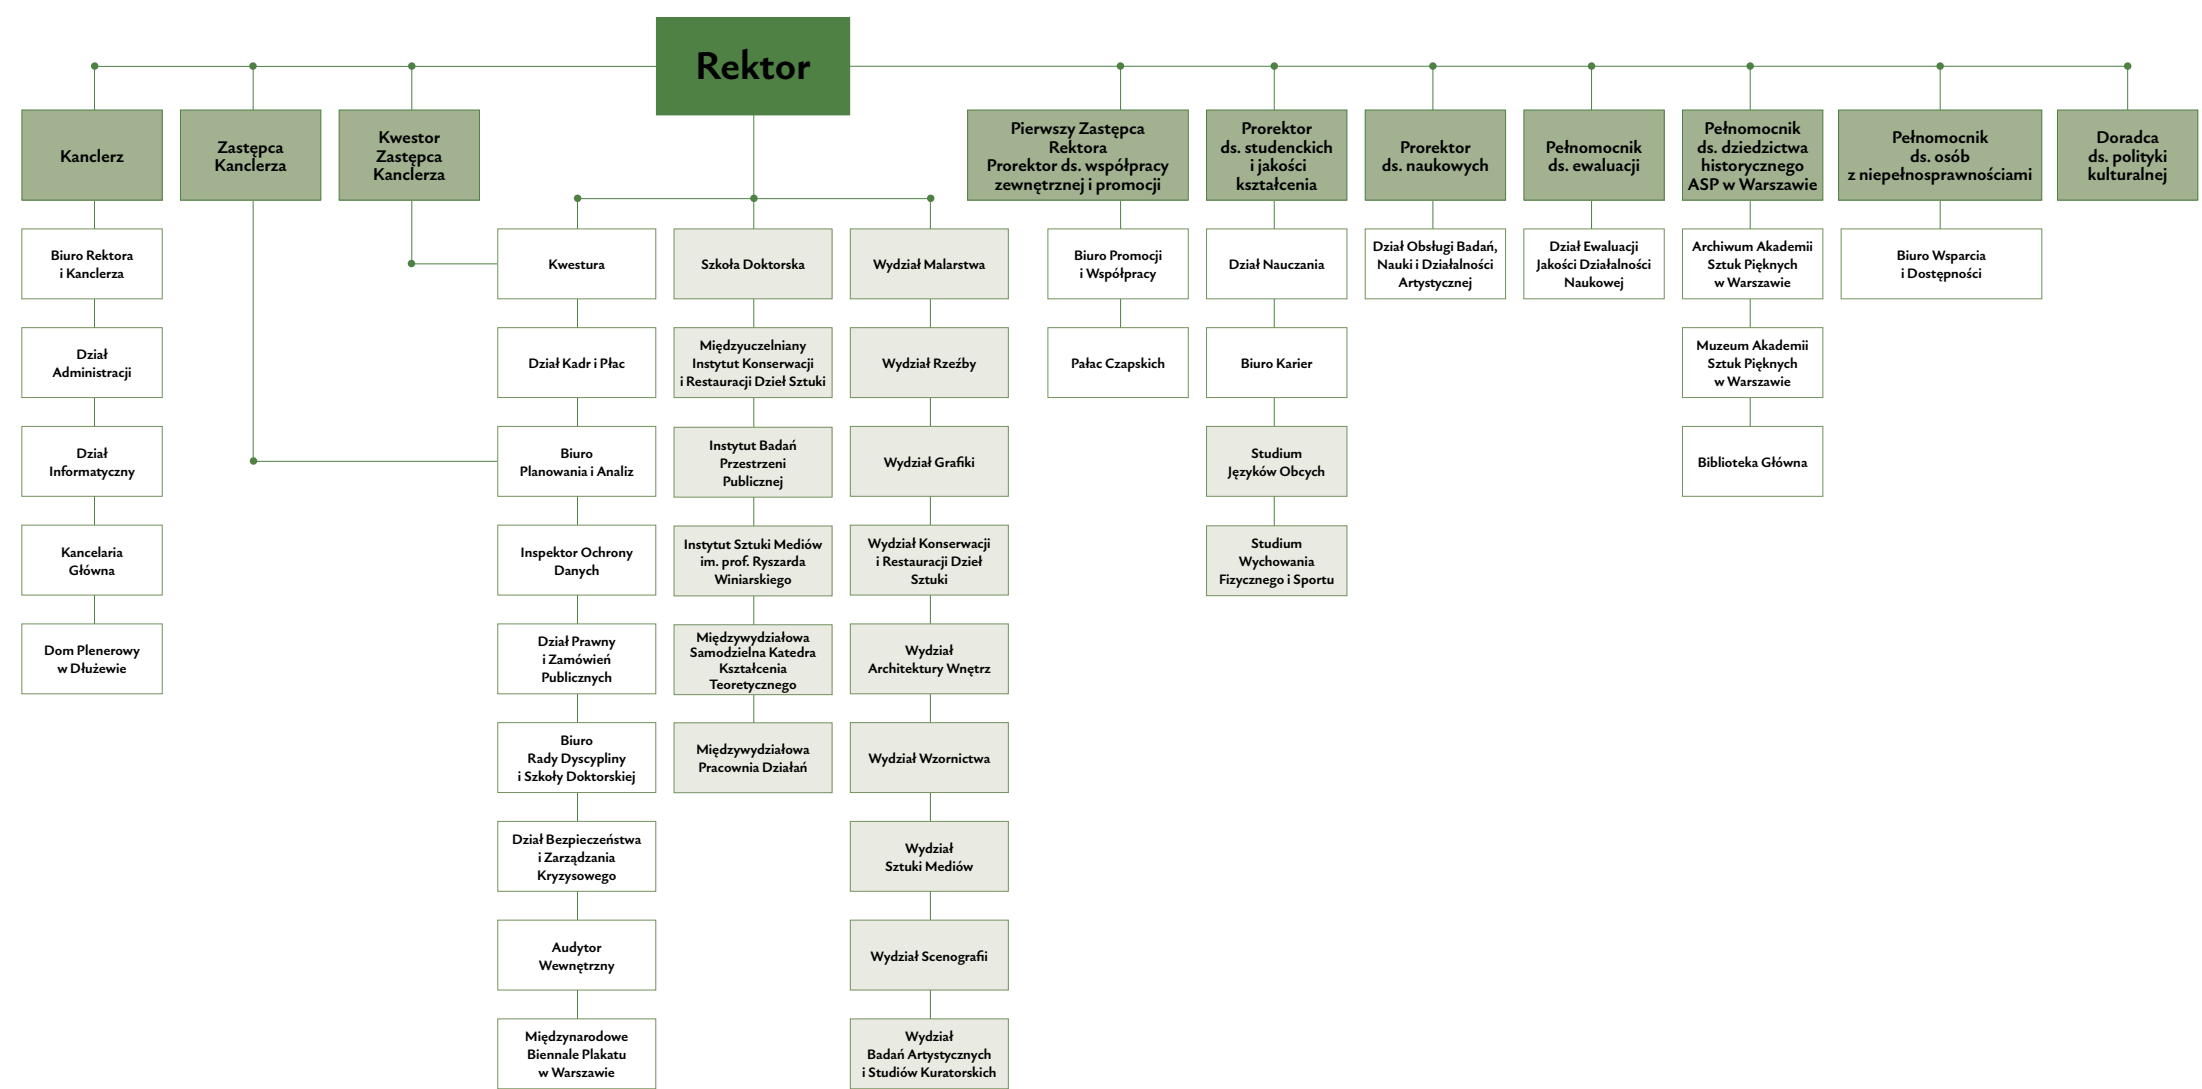 Rektor
Kanclerz
Zastępca
Kanclerza
Kwestor
Zastępca
Kanclerza
Pierwszy Zastępca
Rektora
Prorektor ds. współpracy
zewnętrznej i promocji
Prorektor
ds. studenckich
i jakości
kształcenia
Prorektor
ds. naukowych
Pełnomocnik
ds. ewaluacji
Pełnomocnik
ds. dziedzictwa
historycznego
ASP w Warszawie
Pełnomocnik
ds. osób
z niepełnosprawnościami
Doradca
ds. polityki
kulturalnej
Biuro Rektora
i Kanclerza
Dział
Administracji
Dział
Informatyczny
Kancelaria
Główna
Dom Plenerowy
w Dłużewie
Kwestura
Dział Kadr i Płac
Biuro
Planowania i Analiz
Inspektor Ochrony
Danych
Dział Prawny
i Zamówień
Publicznych
Biuro
Rady Dyscypliny
i Szkoły Doktorskiej
Dział Bezpieczeństwa
i Zarządzania
Kryzysowego
Audytor
Wewnętrzny
Międzynarodowe
Biennale Plakatu
w Warszawie
Szkoła Doktorska
Międzyuczelniany
Instytut Konserwacji
i Restauracji Dzieł Sztuki
Instytut Badań
Przestrzeni
Publicznej
Instytut Sztuki Mediów
im. prof. Ryszarda
Winiarskiego
Międzywydziałowa
Samodzielna Katedra
Kształcenia
Teoretycznego
Międzywydziałowa
Pracownia Działań
Wydział Malarstwa
Wydział Rzeźby
Wydział Grafiki
Wydział Konserwacji
i Restauracji Dzieł
Sztuki
Wydział
Architektury Wnętrz
Wydział Wzornictwa
Wydział
Sztuki Mediów
Wydział Scenografii
Wydział
Badań Artystycznych
i Studiów Kuratorskich
Biuro Promocji
i Współpracy
Pałac Czapskich
Dział Nauczania
Biuro Karier
Studium
Języków Obcych
Studium
Wychowania
Fizycznego i Sportu
Dział Obsługi Badań,
Nauki i Działalności
Artystycznej
Dział Ewaluacji
Jakości Działalności
Naukowej
Archiwum Akademii
Sztuk Pięknych
w Warszawie
Muzeum Akademii
Sztuk Pięknych
w Warszawie
Biblioteka Główna
Biuro Wsparcia
i Dostępności